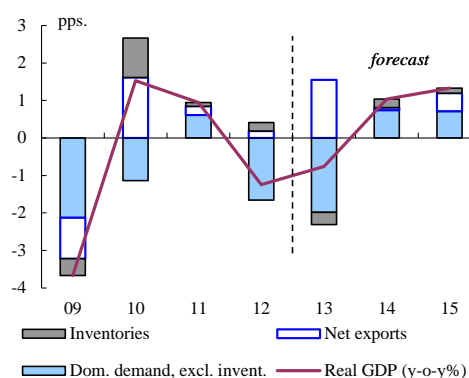 pps.
forecast
3
2
1
0
-1
-2
-3
-4
09 10 11 12 13 14 15
Inventories Net exports
Dom. demand, excl. invent. Real GDP (y-o-y%)